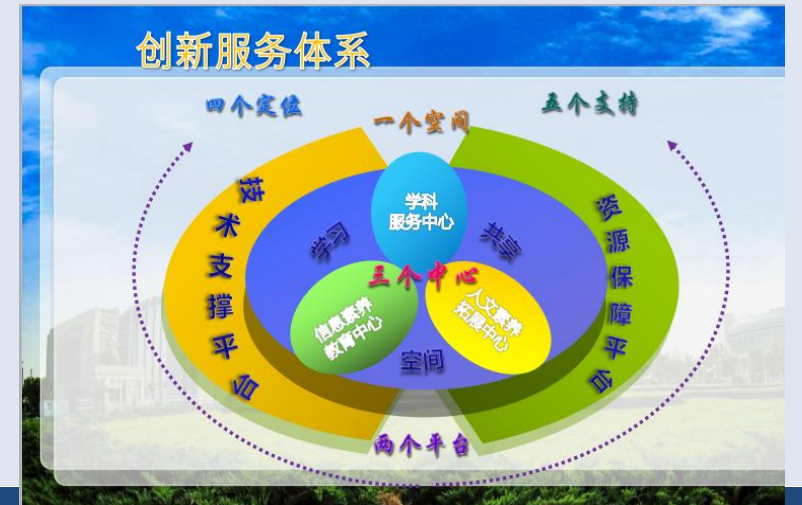 创新服务体系
四个定位
一个空间
五个支持
技术支撑平台
学科
服务中心
资源保障平台
学习
共享
三个中心
信息素养
教育中心
人文素养
拓展中心
空间
两个平台